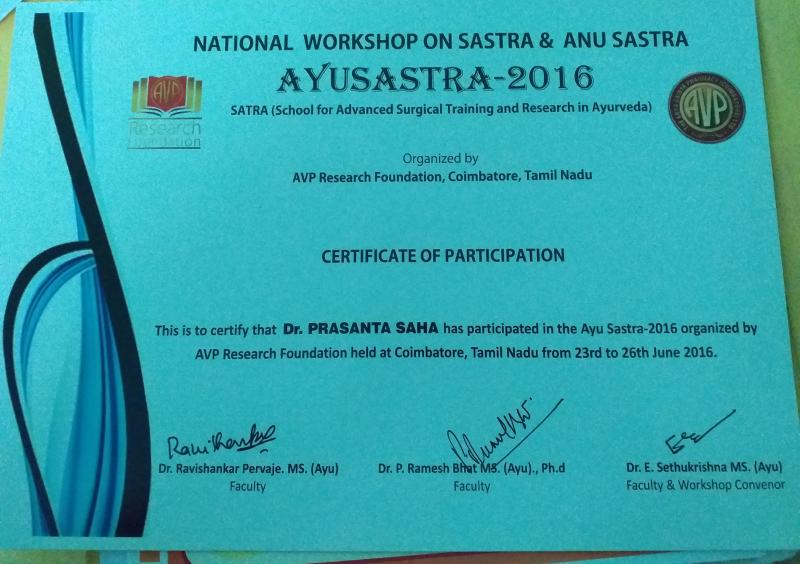 NATIONAL WORKSHOP ON SASTRA & ANU SASTRA
AYUSASTRA-2016
SATRA (School for Advanced Surgical Training and Research in Ayurveda)
AVP
Research
Foundation
AVP
Organized by
AVP Research Foundation, Coimbatore, Tamil Nadu
CERTIFICATE OF PARTICIPATION
This is to certify that Dr. PRASANTA SAHA has participated in the Ayu Sastra-2016 organized by
AVP Research Foundation held at Coimbatore, Tamil Nadu from 23rd to 26th June 2016.
Dr. Ravishankar Pervaje. MS. (Ayu)
Faculty
Dr. P. Ramesh Bhat MS. (Ayu)., Ph.d
Faculty
Dr. E. Sethukrishna MS. (Ayu)
Faculty & Workshop Convenor